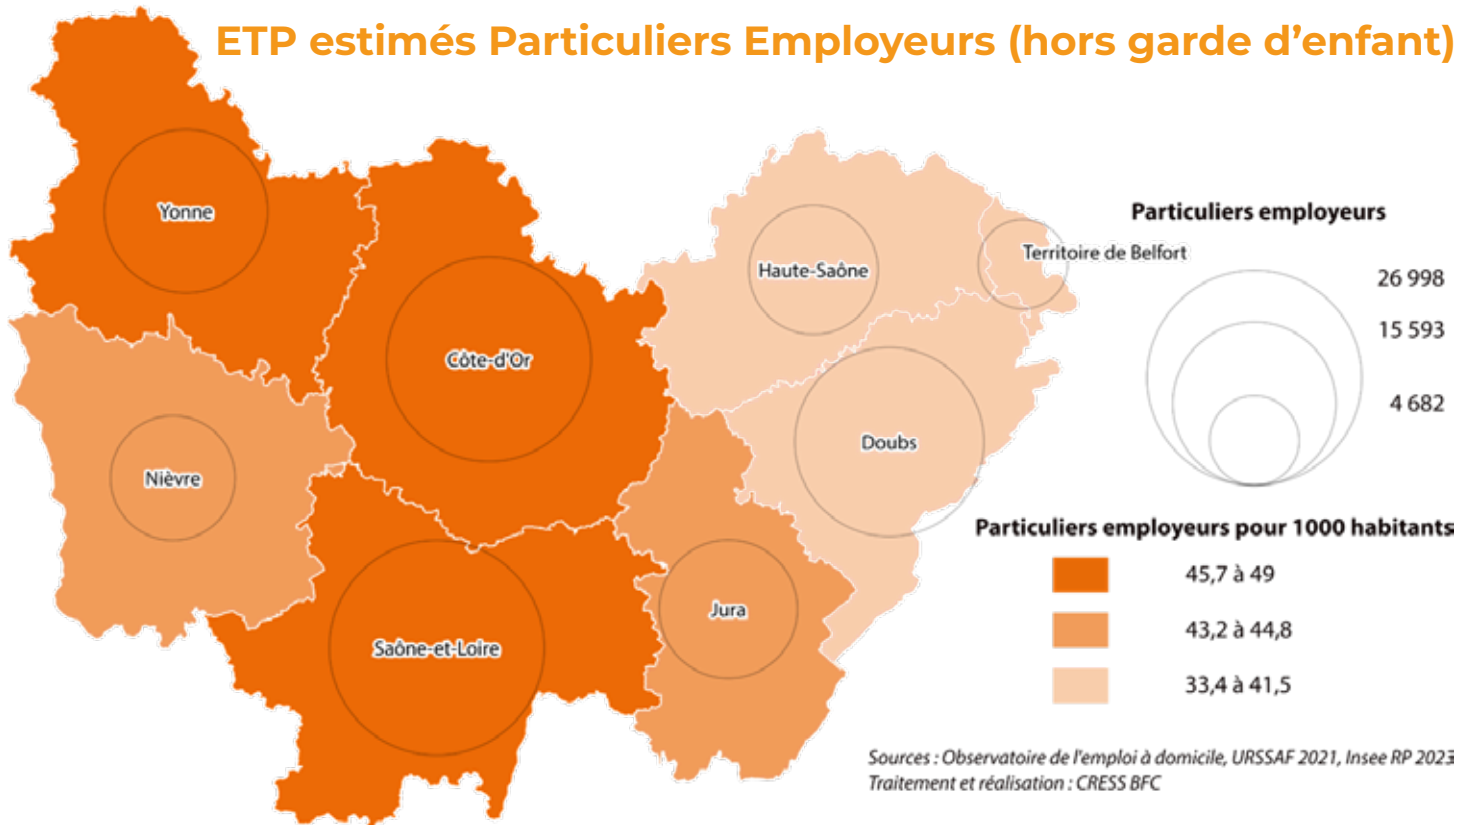 ETP estimés Particuliers Employeurs (hors garde d’enfant)
Yonne
Côte-d'Or
Haute-Saône
Territoire de Belfort
Doubs
Nièvre
Jura
Saône-et-Loire
Particuliers employeurs
26 998
15 593
4 682
Particuliers employeurs pour 1000 habitants
45,7 à 49
43,2 à 44,8
33,4 à 41,5
Sources : Observatoire de l'emploi à domicile, URSSAF 2021, Insee RP 2023
Traitement et réalisation : CRESS BFC